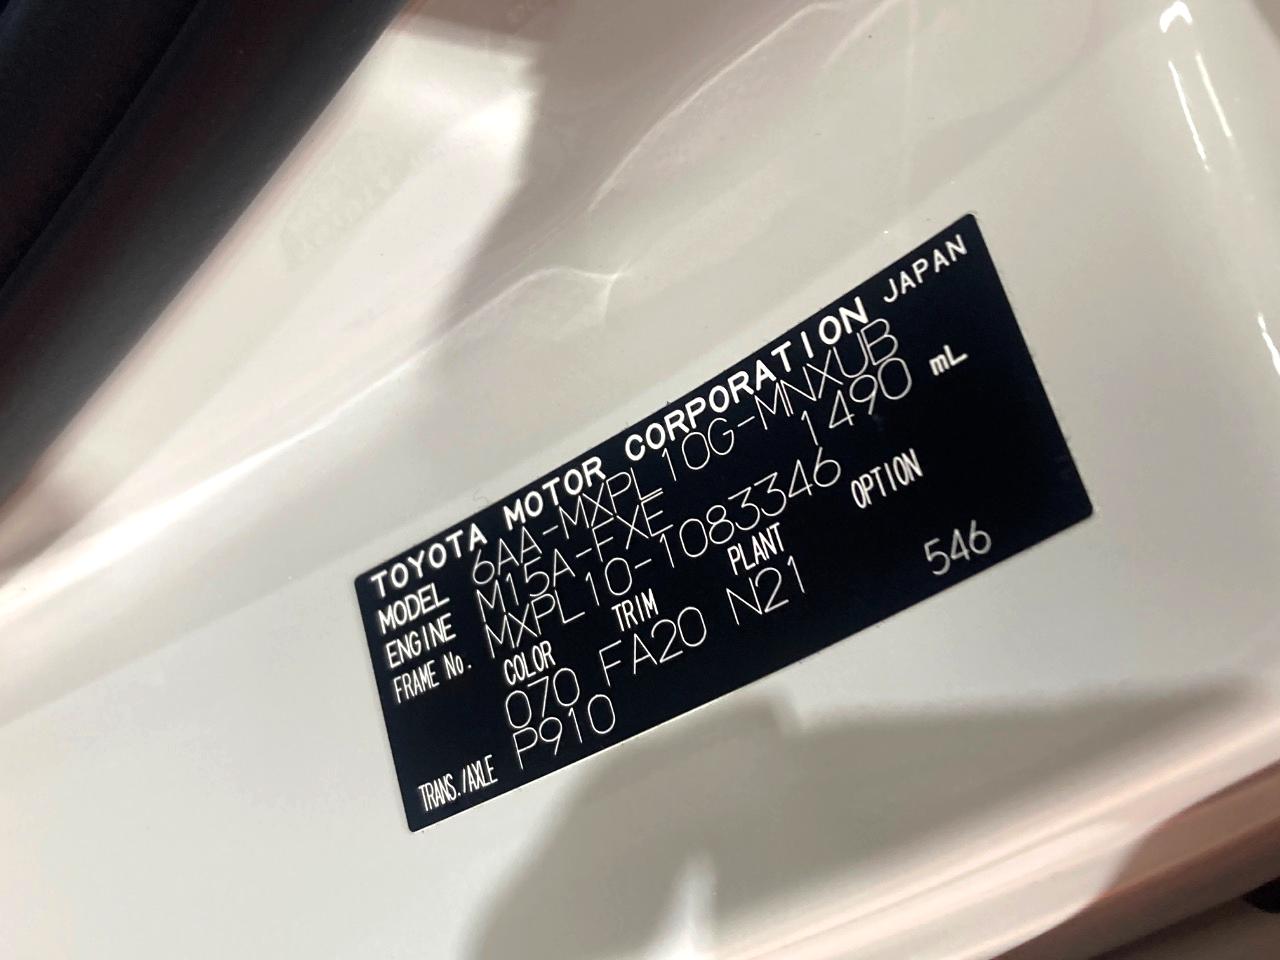 TOYOTA MOTOR CORPORATION JAPAN
MODEL 6AA-MXPL10G-MNXUB
ENGINE M15A-FXE 1490 mL
FRAME No. MXPL10-1083346
COLOR TRIM PLANT OPTION
070 FA20 N21 546
TRANS./AXLE P910